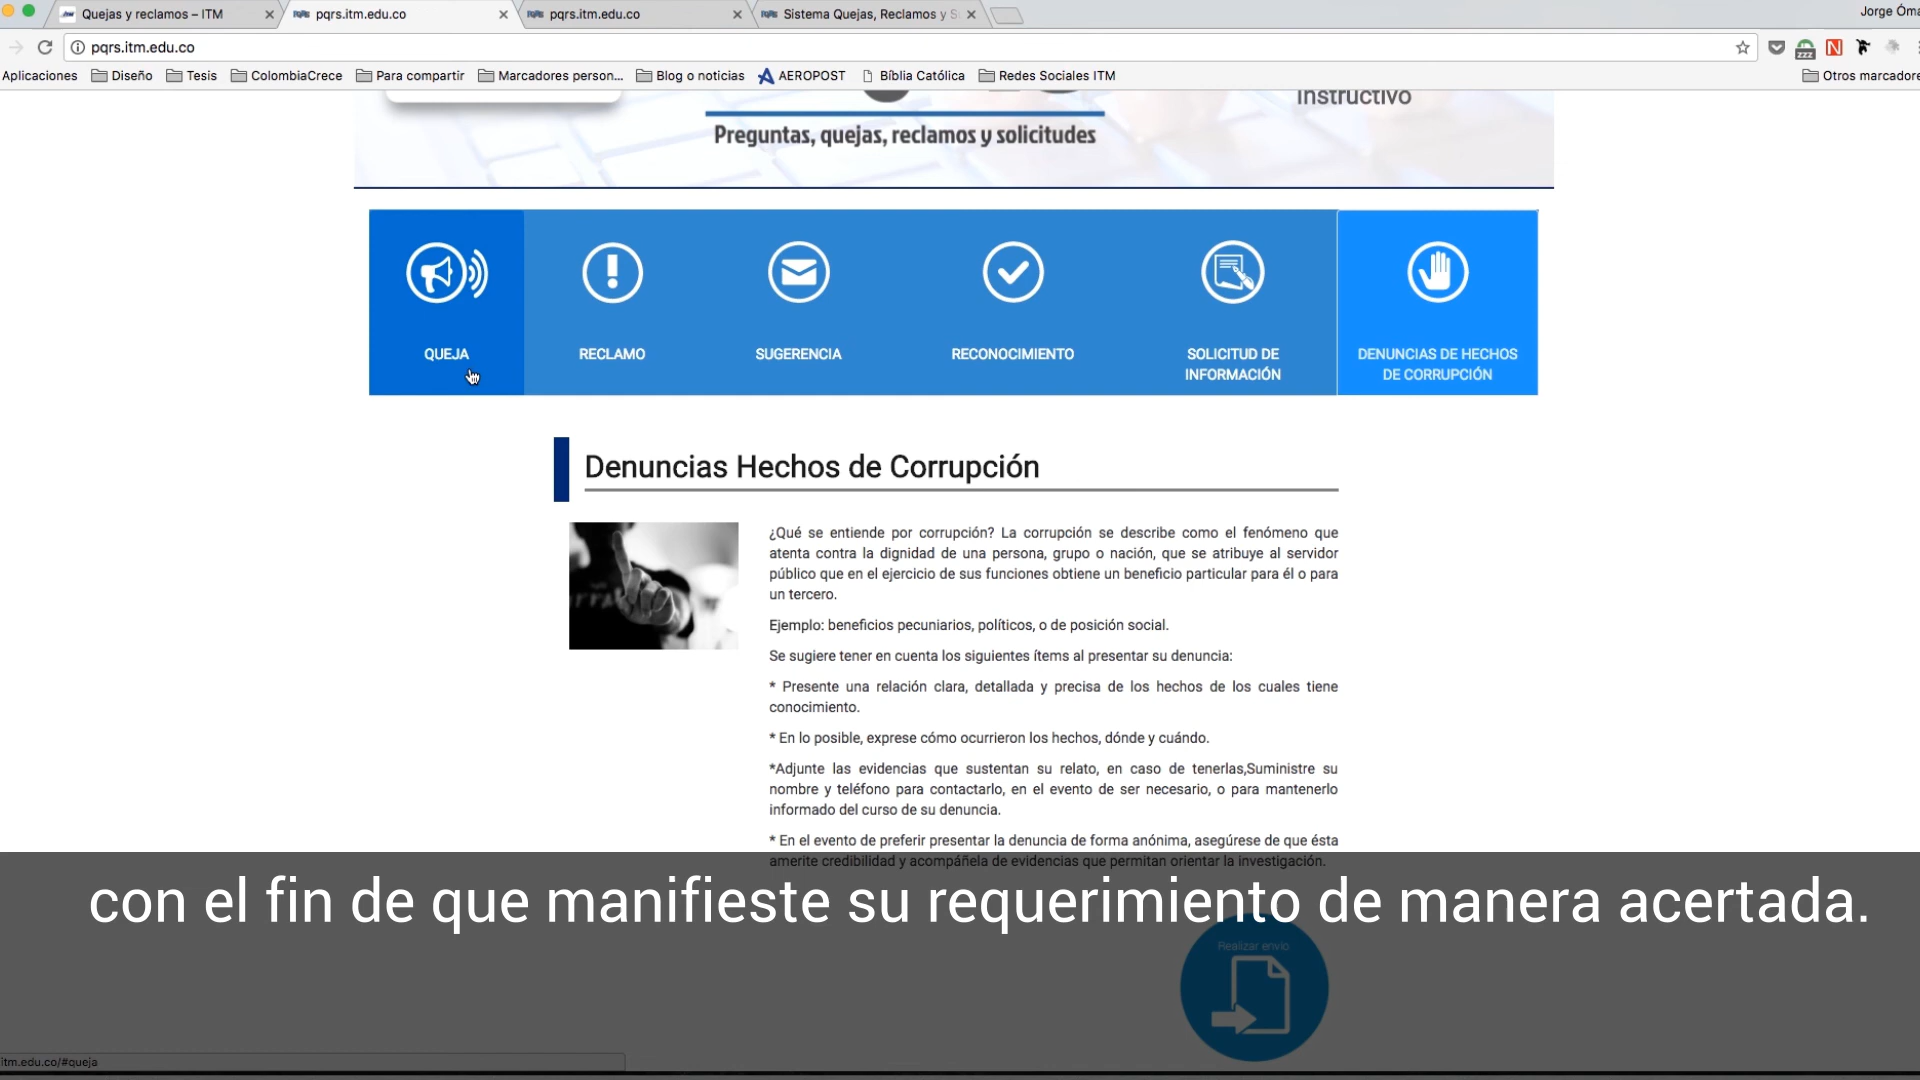 Quejas y reclamos – ITM
pqrs.itm.edu.co
pqrs.itm.edu.co
Sistema Quejas, Reclamos y S
Jorge Óma
pqrs.itm.edu.co
Aplicaciones
Diseño
Tesis
ColombiaCrece
Para compartir
Marcadores person...
Blog o noticias
AEROPOST
Bíblia Católica
Redes Sociales ITM
Otros marcadore
Instructivo
Preguntas, quejas, reclamos y solicitudes
QUEJA
RECLAMO
SUGERENCIA
RECONOCIMIENTO
SOLICITUD DE
INFORMACIÓN
DENUNCIAS DE HECHOS
DE CORRUPCIÓN
Denuncias Hechos de Corrupción
¿Qué se entiende por corrupción? La corrupción se describe como el fenómeno que
atenta contra la dignidad de una persona, grupo o nación, que se atribuye al servidor
público que en el ejercicio de sus funciones obtiene un beneficio particular para él o para
un tercero.
Ejemplo: beneficios pecuniarios, políticos, o de posición social.
Se sugiere tener en cuenta los siguientes ítems al presentar su denuncia:
* Presente una relación clara, detallada y precisa de los hechos de los cuales tiene
conocimiento.
* En lo posible, exprese cómo ocurrieron los hechos, dónde y cuándo.
*Adjunte las evidencias que sustentan su relato, en caso de tenerlas,Suministre su
nombre y teléfono para contactarlo, en el evento de ser necesario, o para mantenerlo
informado del curso de su denuncia.
* En el evento de preferir presentar la denuncia de forma anónima, asegúrese de que ésta
amerite credibilidad y acompáñela de evidencias que permitan orientar la investigación.
con el fin de que manifieste su requerimiento de manera acertada.
Realizar envío
itm.edu.co/#queja